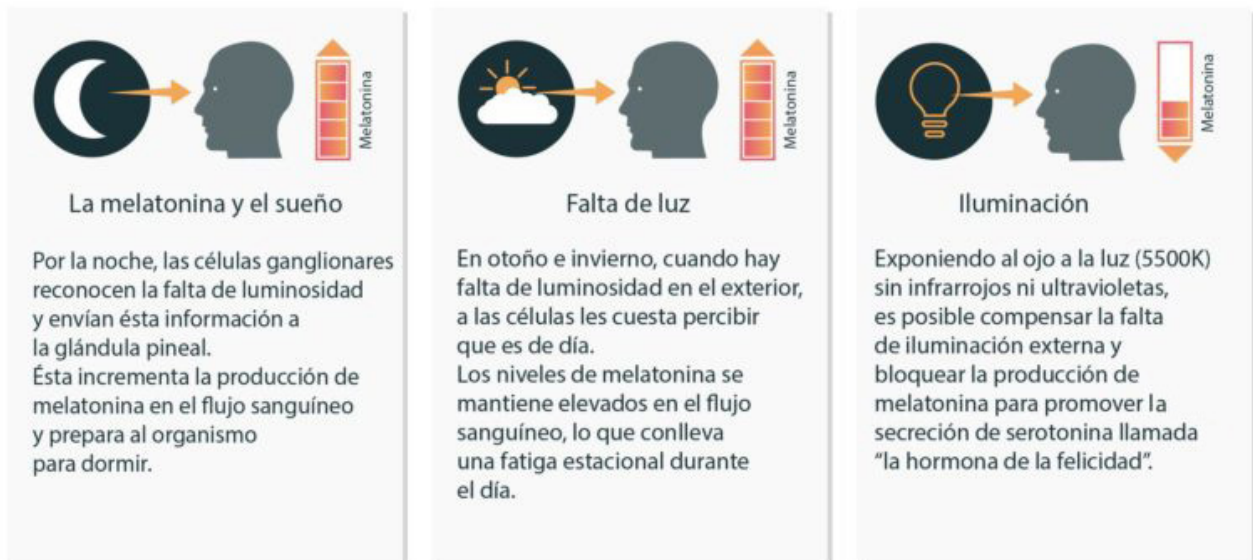 Melatonina
La melatonina y el sueño
Por la noche, las células ganglionares
reconocen la falta de luminosidad
y envían ésta información a
la glándula pineal.
Ésta incrementa la producción de
melatonina en el flujo sanguíneo
y prepara al organismo
para dormir.
Melatonina
Falta de luz
En otoño e invierno, cuando hay
falta de luminosidad en el exterior,
a las células les cuesta percibir
que es de día.
Los niveles de melatonina se
mantiene elevados en el flujo
sanguíneo, lo que conlleva
una fatiga estacional durante
el día.
Melatonina
Iluminación
Exponiendo al ojo a la luz (5500K)
sin infrarrojos ni ultravioletas,
es posible compensar la falta
de iluminación externa y
bloquear la producción de
melatonina para promover la
secreción de serotonina llamada
“la hormona de la felicidad”.